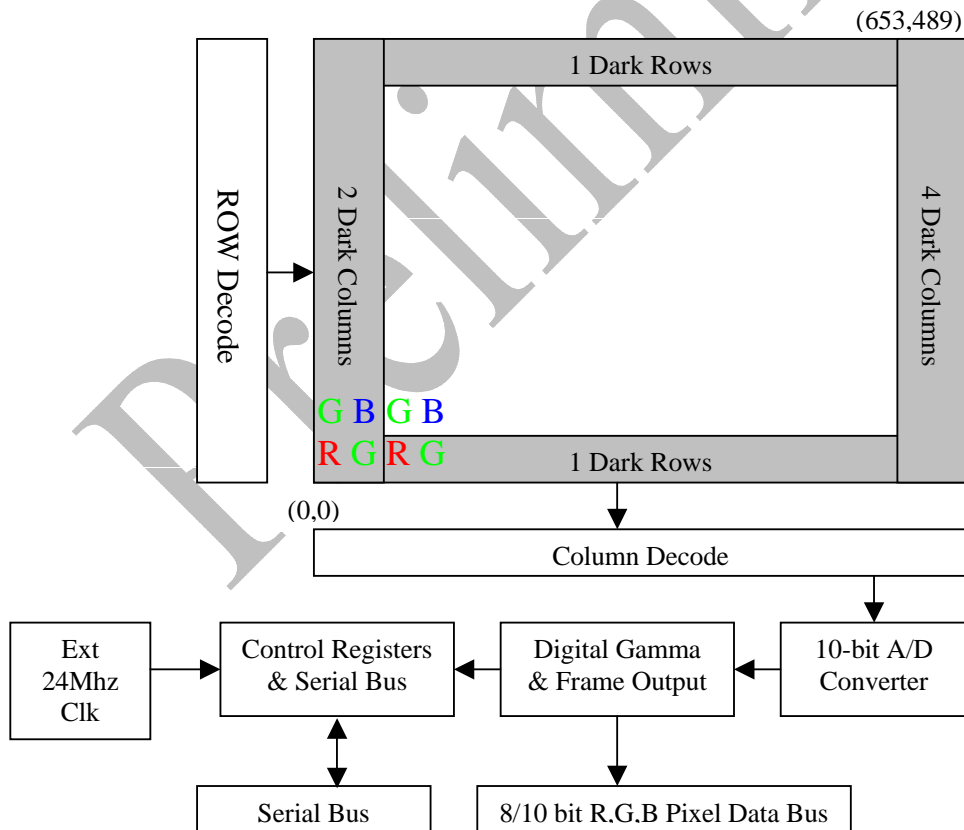 (653,489)
1 Dark Rows
ROW Decode
2 Dark Columns
4 Dark Columns
G B G B
R G R G
1 Dark Rows
(0,0)
Column Decode
Ext
24Mhz
Clk
Control Registers
& Serial Bus
Digital Gamma
& Frame Output
10-bit A/D
Converter
Serial Bus
8/10 bit R,G,B Pixel Data Bus